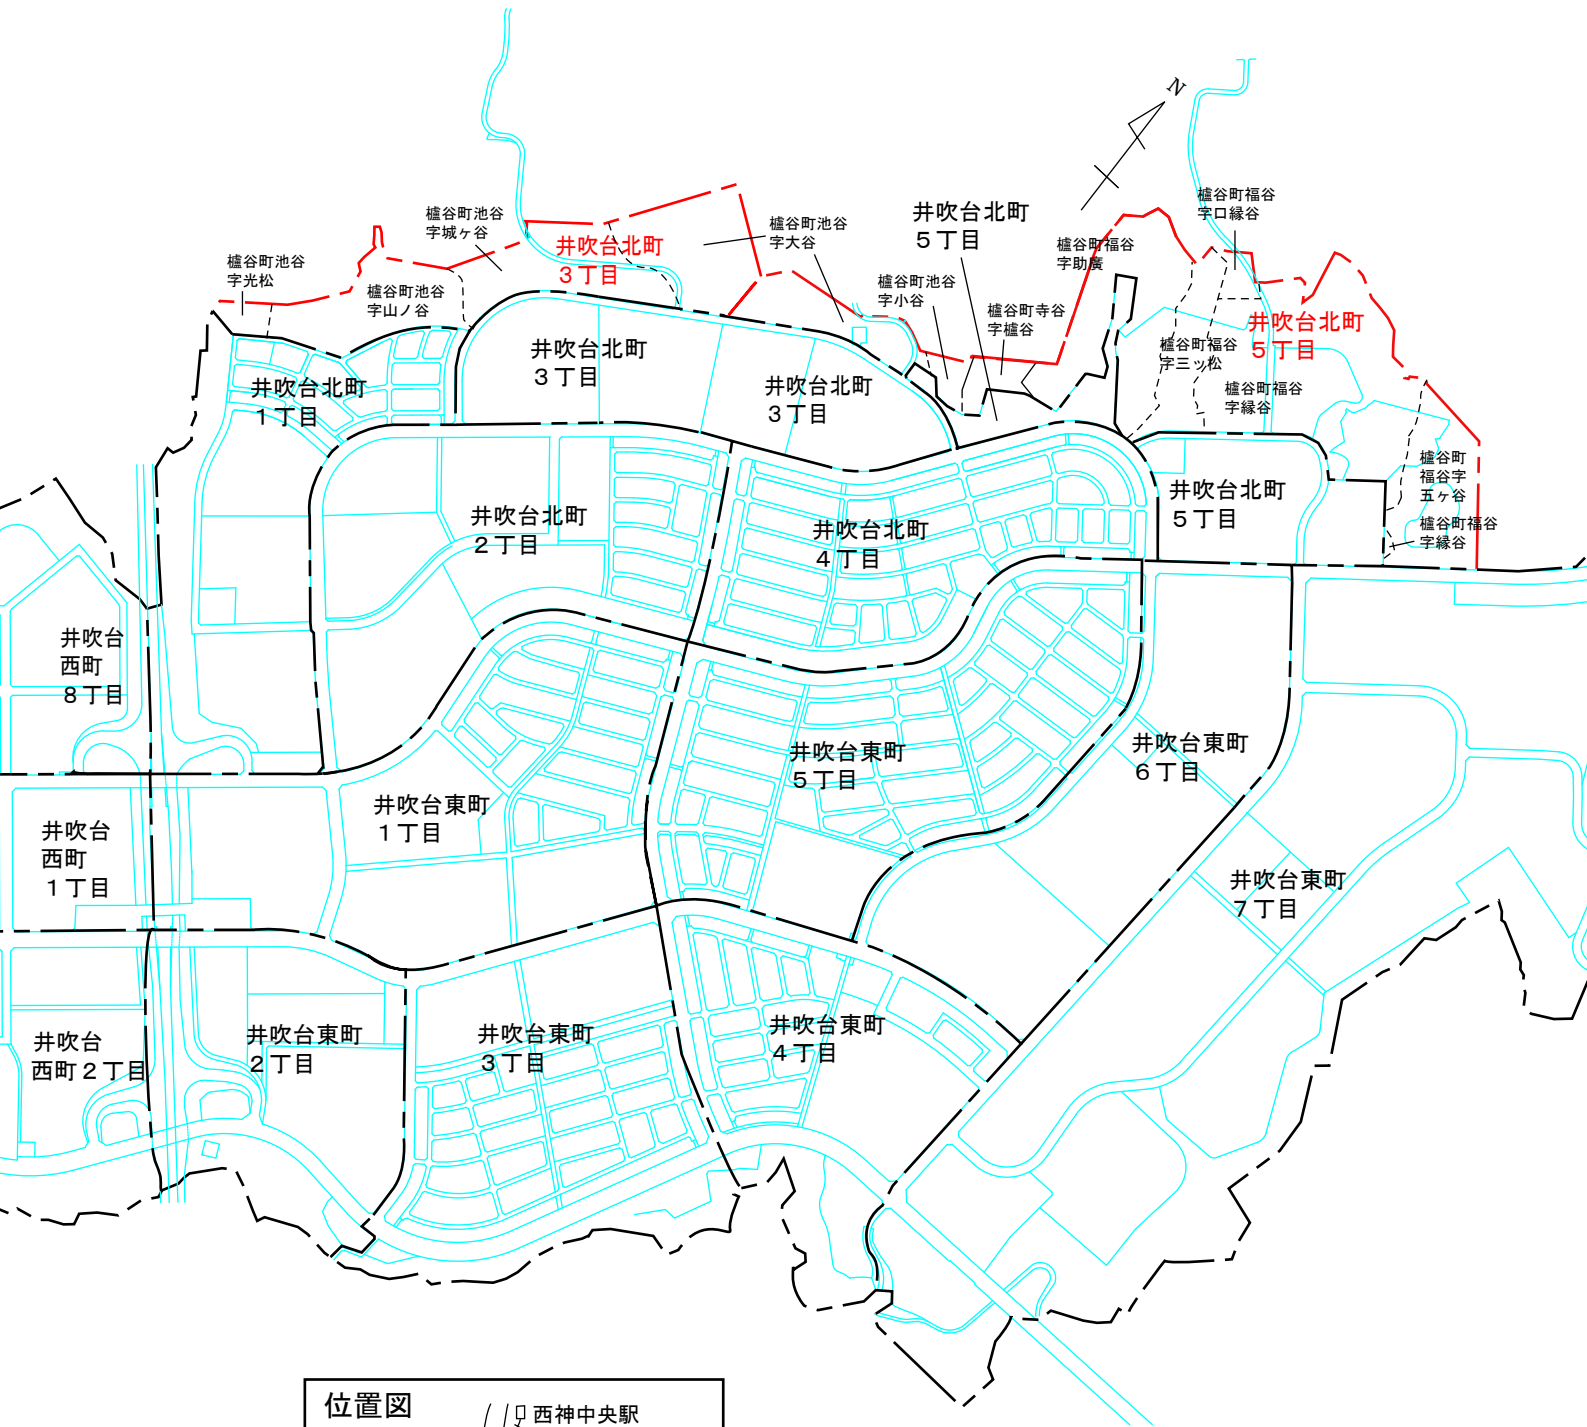 N
櫨谷町福谷
字口縁谷
井吹台北町
５丁目
櫨谷町池谷
字城ヶ谷
櫨谷町池谷
字大谷
井吹台北町
３丁目
櫨谷町福谷
字助廣
櫨谷町池谷
字光松
櫨谷町池谷
字山ノ谷
櫨谷町池谷
字小谷
櫨谷町寺谷
字櫨谷
井吹台北町
５丁目
井吹台北町
３丁目
櫨谷町福谷
字三ッ松
井吹台北町
１丁目
井吹台北町
３丁目
櫨谷町福谷
字縁谷
櫨谷町
福谷字
五ヶ谷
井吹台北町
５丁目
井吹台北町
２丁目
井吹台北町
４丁目
櫨谷町福谷
字縁谷
井吹台
西町
８丁目
井吹台東町
５丁目
井吹台東町
６丁目
井吹台東町
１丁目
井吹台
西町
１丁目
井吹台東町
７丁目
井吹台
西町２丁目
井吹台東町
２丁目
井吹台東町
３丁目
井吹台東町
４丁目
位置図
西神中央駅